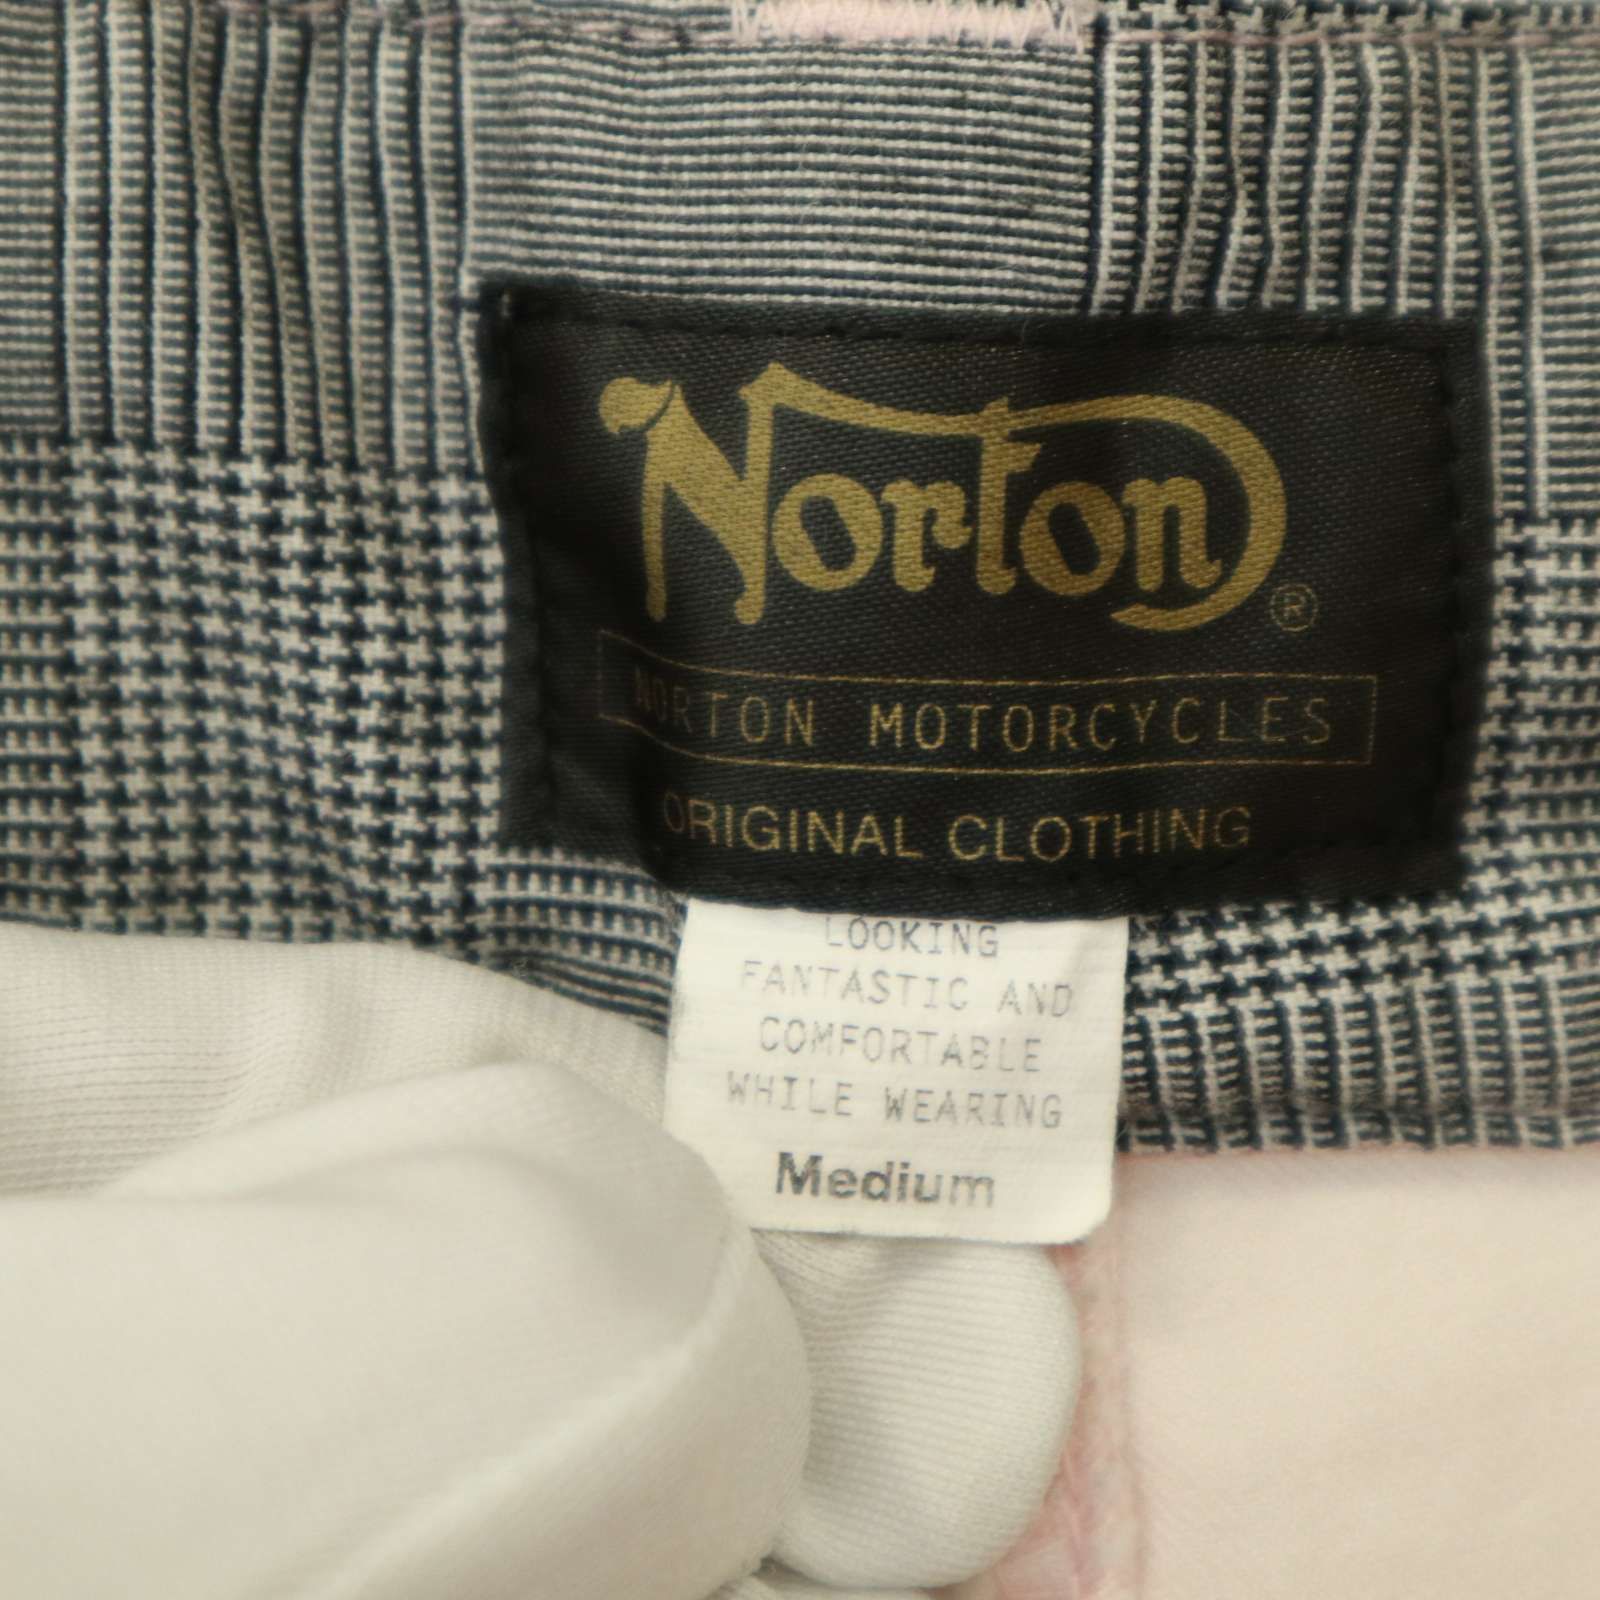 Norton®
NORTON MOTORCYCLES
ORIGINAL CLOTHING
LOOKING
FANTASTIC AND
COMFORTABLE
WHILE WEARING
Medium